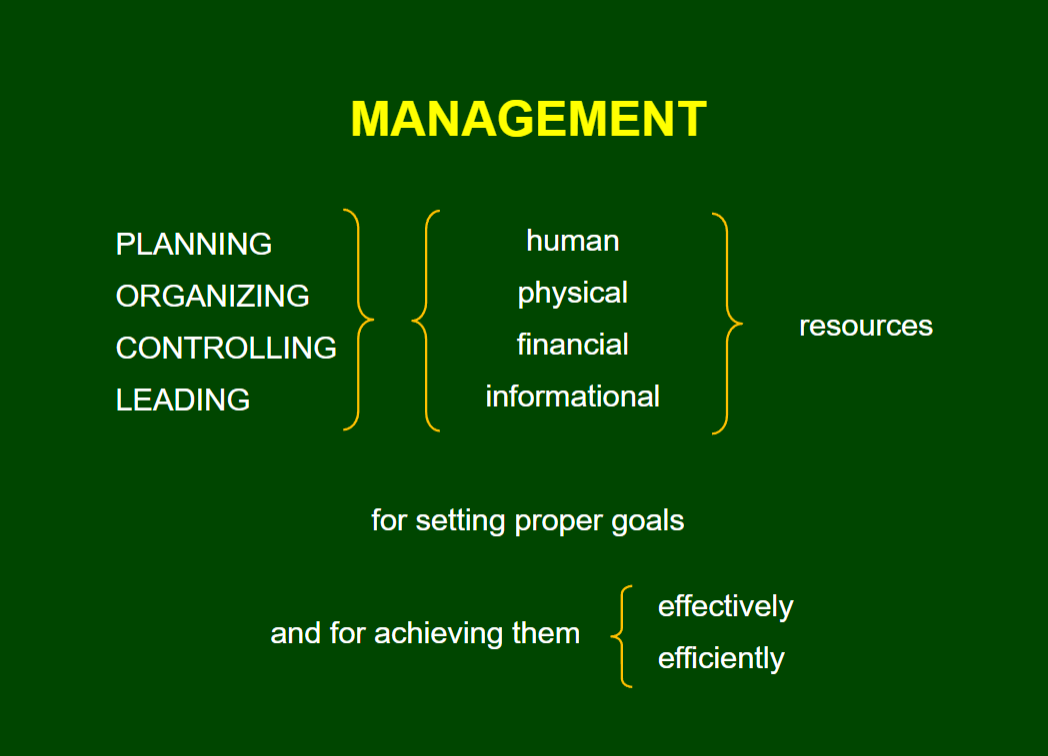 MANAGEMENT
PLANNING
ORGANIZING
CONTROLLING
LEADING
human
physical
financial
informational
resources
for setting proper goals
and for achieving them
effectively
efficiently